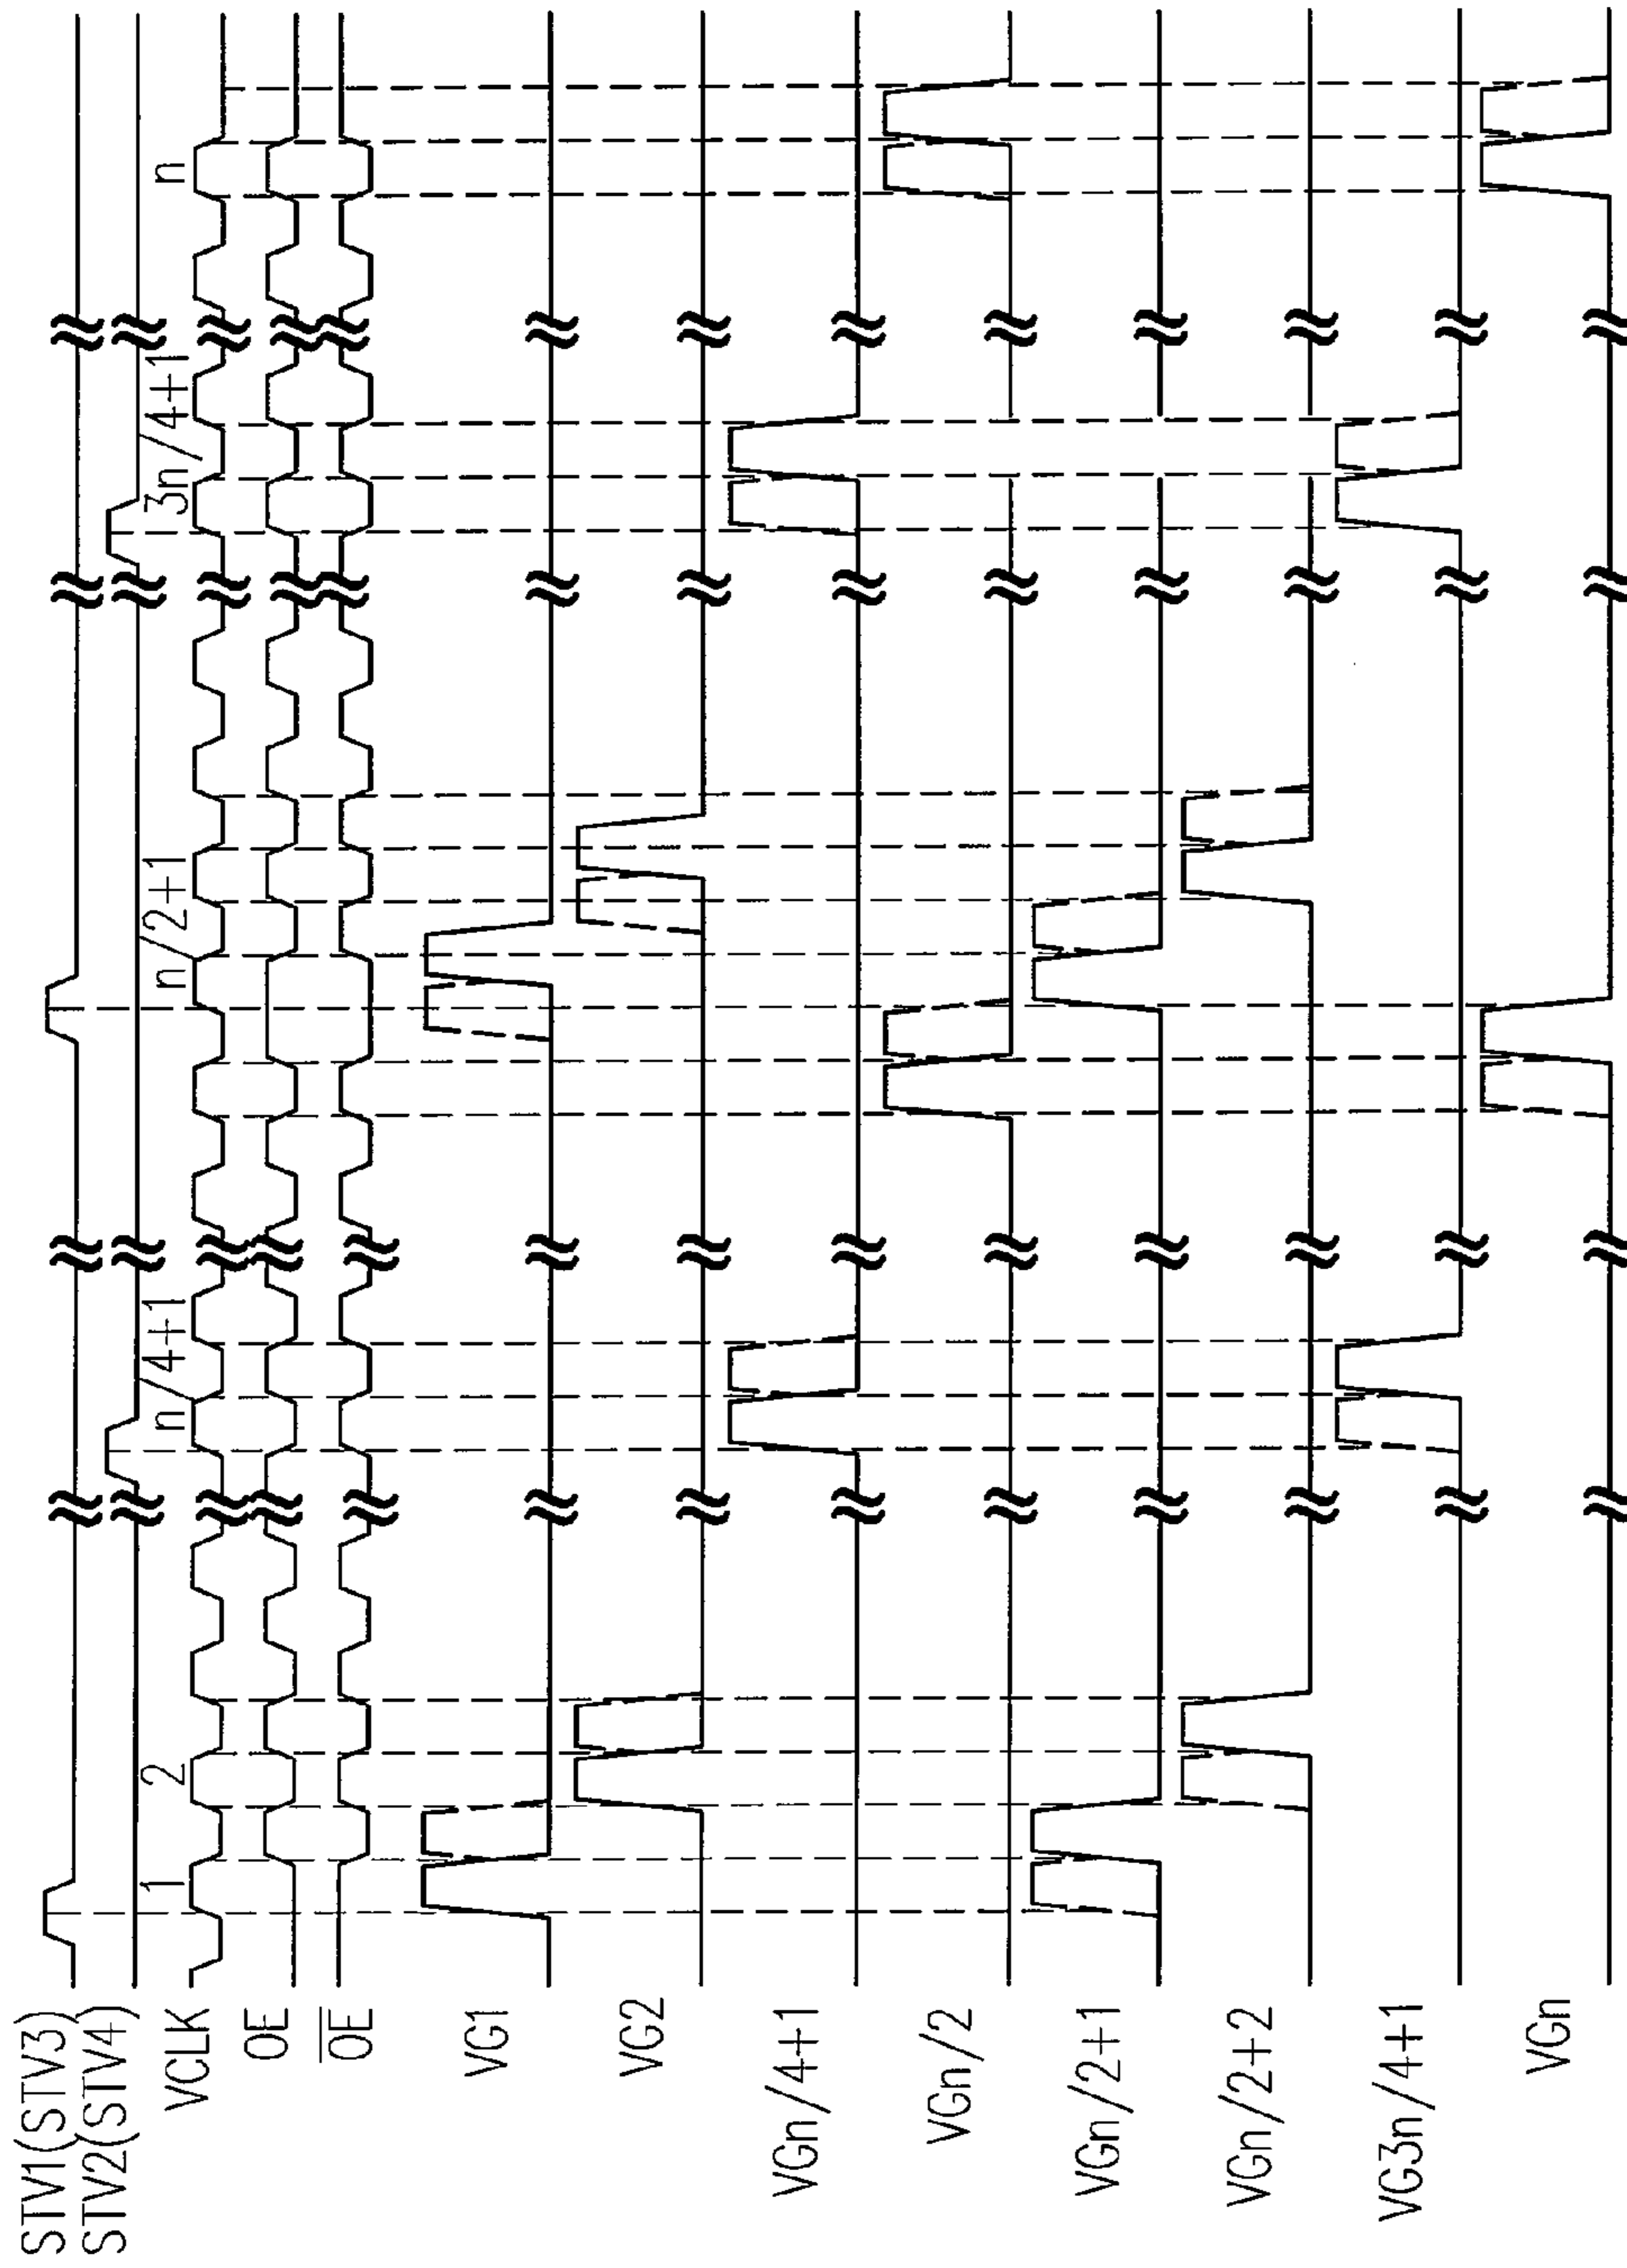 STV1(STV3)
STV2(STV4)
VCLK
1
2
n/4+1
n/2+1
3n/4+1
n
OE
O̅E̅
VG1
VG2
VGn/4+1
VGn/2
VGn/2+1
VGn/2+2
VG3n/4+1
VGn